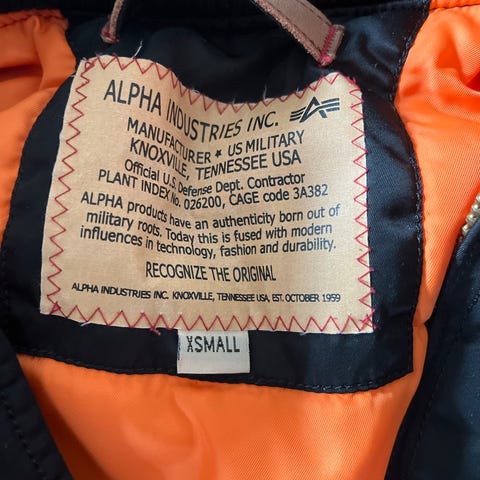 ALPHA INDUSTRIES INC.
MANUFACTURER ★ US MILITARY
KNOXVILLE, TENNESSEE USA
Official U.S. Defense Dept. Contractor
PLANT INDEX No. 026200, CAGE code 3A382
ALPHA products have an authenticity born out of
military roots. Today this is fused with modern
influences in technology, fashion and durability.
RECOGNIZE THE ORIGINAL
ALPHA INDUSTRIES INC. KNOXVILLE, TENNESSEE USA, EST. OCTOBER 1959
XSMALL